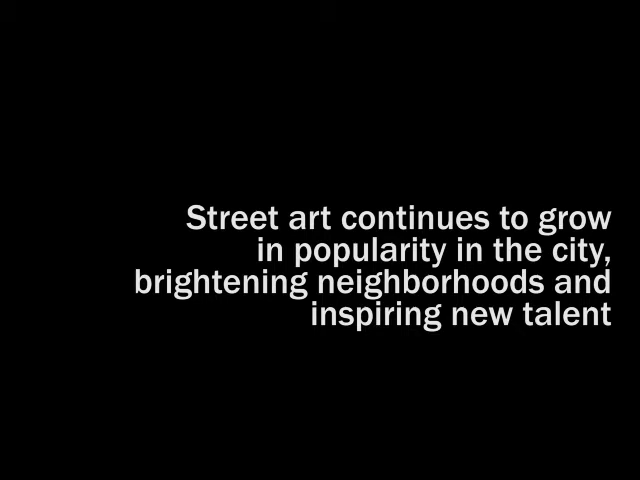 Street art continues to grow
in popularity in the city,
brightening neighborhoods and
inspiring new talent